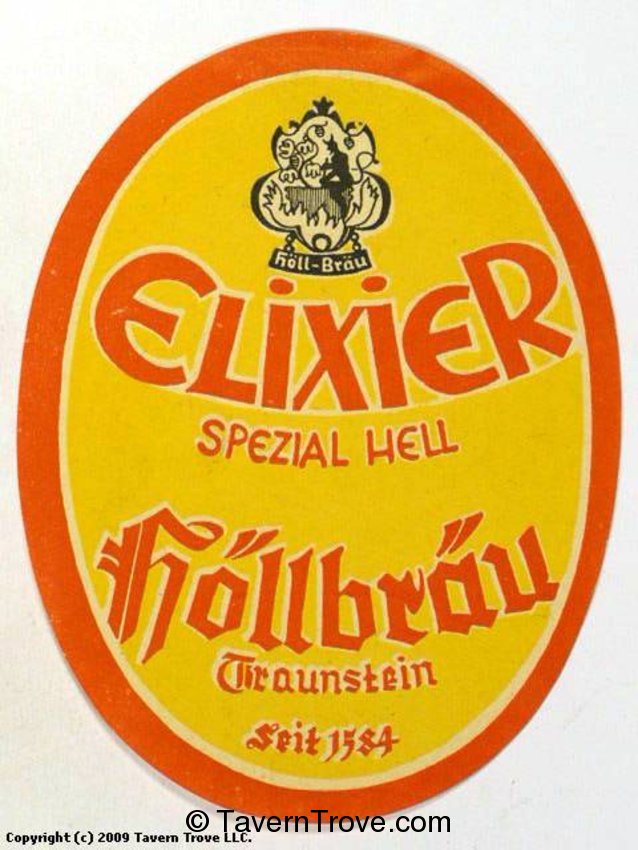 Höll-Bräu
ELiXiER
SPEZIAL HELL
Höllbräu
Traunstein
Seit 1584
© TavernTrove.com
Copyright (c) 2009 Tavern Trove LLC.